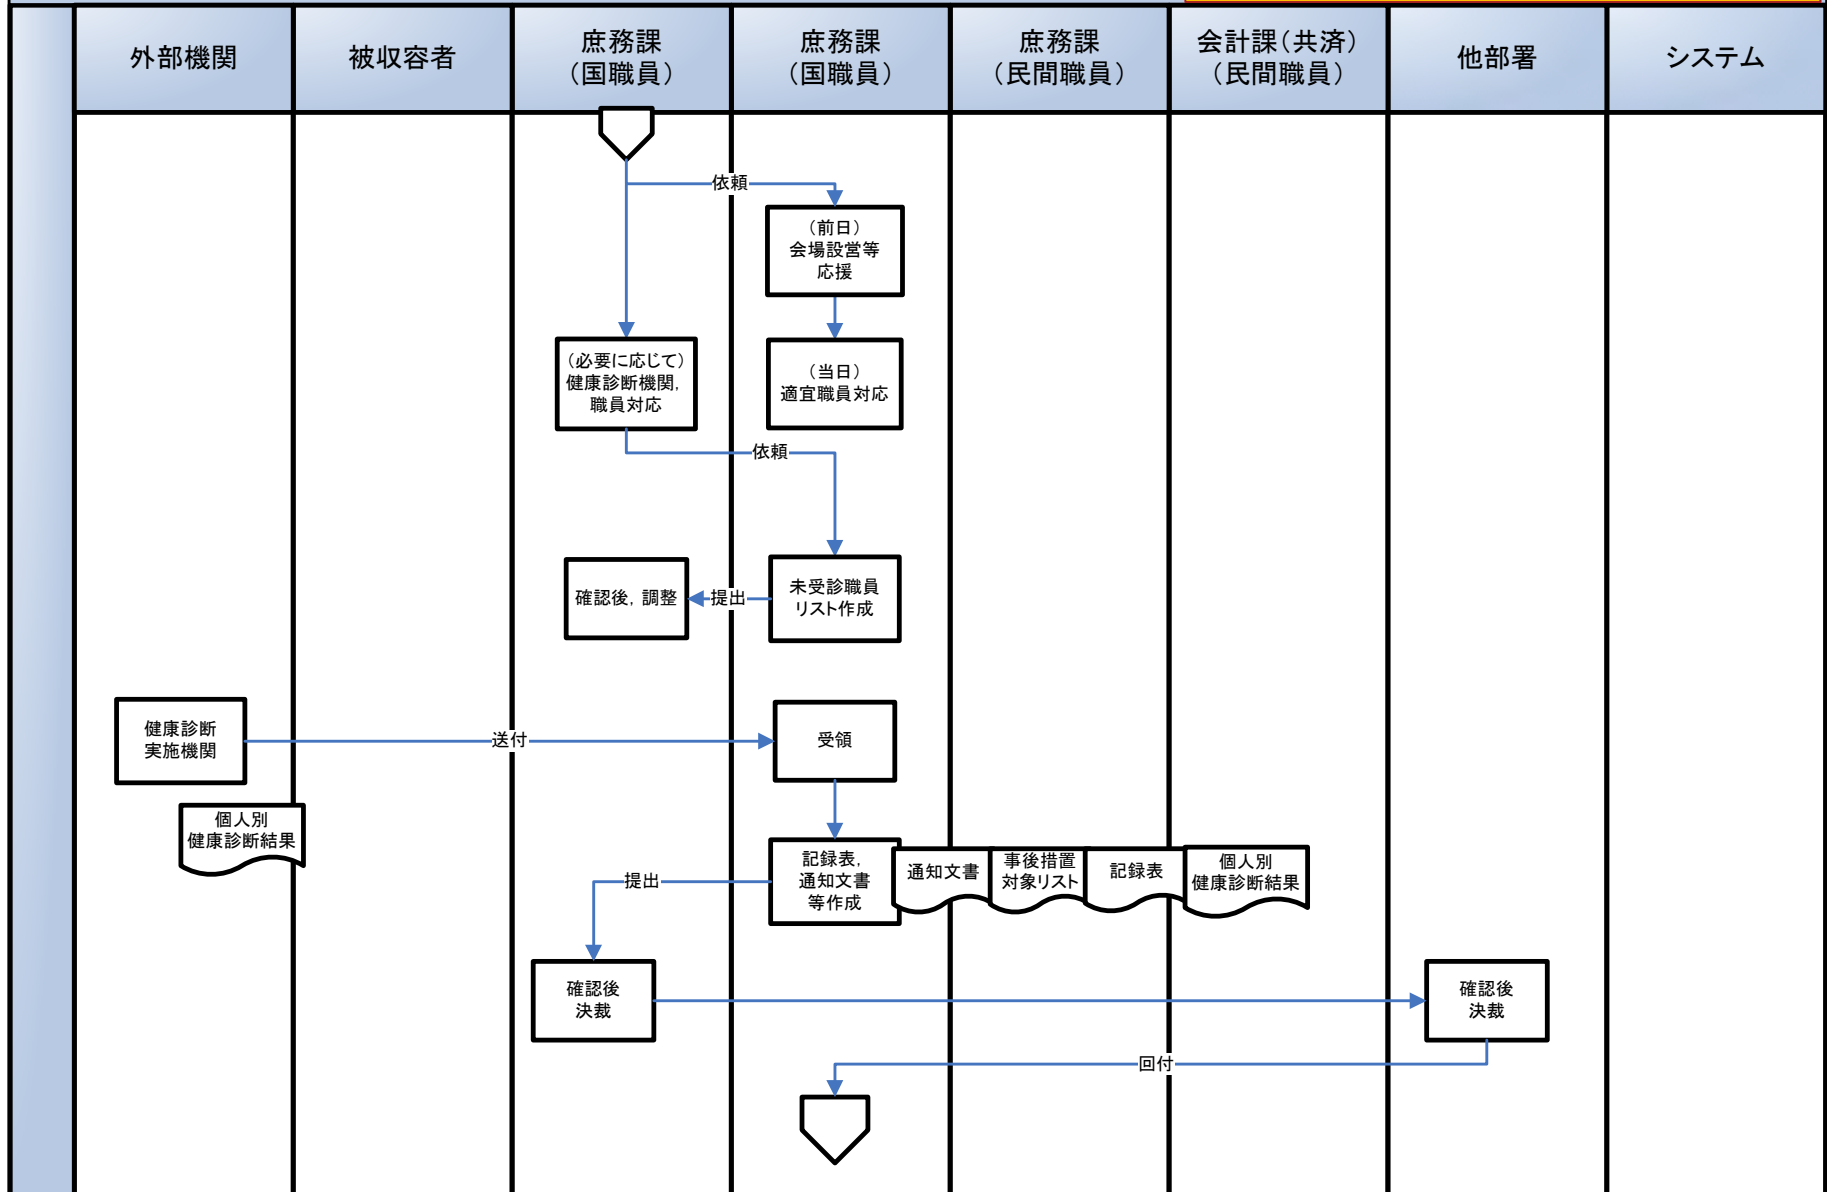 外部機関
被収容者
庶務課
（国職員）
庶務課
（国職員）
庶務課
（民間職員）
会計課（共済）
（民間職員）
他部署
システム
依頼
（前日）
会場設営等
応援
（必要に応じて）
健康診断機関，
職員対応
（当日）
適宜職員対応
依頼
確認後，調整
提出
未受診職員
リスト作成
健康診断
実施機関
送付
受領
個人別
健康診断結果
提出
記録表，
通知文書
等作成
通知文書
事後措置
対象リスト
記録表
個人別
健康診断結果
確認後
決裁
確認後
決裁
回付